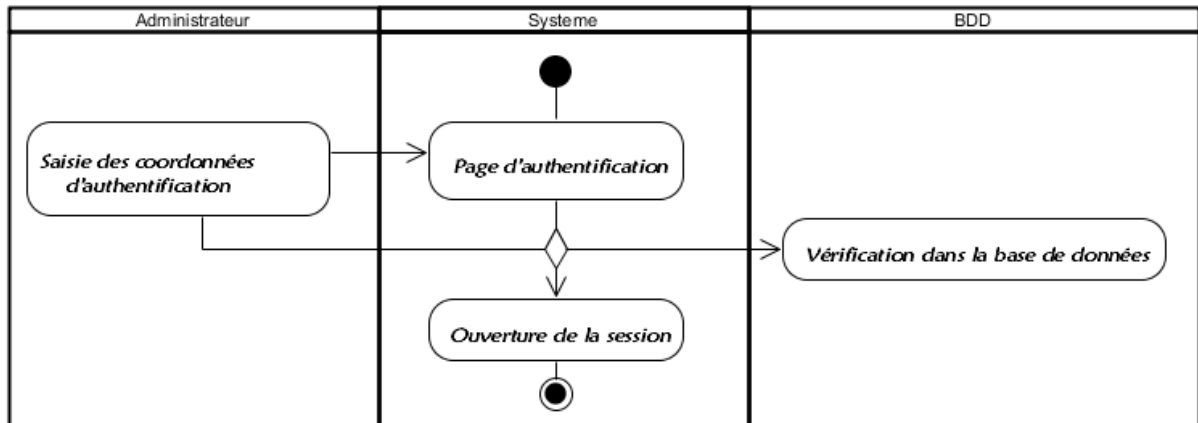 Administrateur
Systeme
BDD
Saisie des coordonnées
d'authentification
Page d'authentification
Vérification dans la base de données
Ouverture de la session